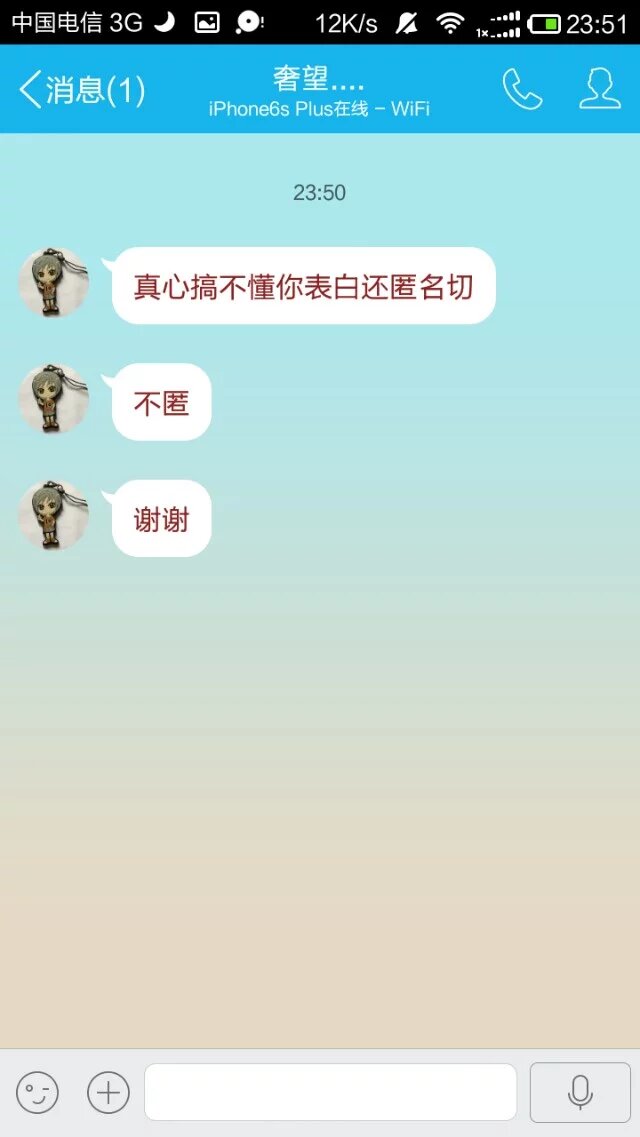 中国电信 3G 12K/s 1x 23:51
消息(1) 奢望....
iPhone6s Plus在线 - WiFi
23:50
真心搞不懂你表白还匿名切
不匿
谢谢